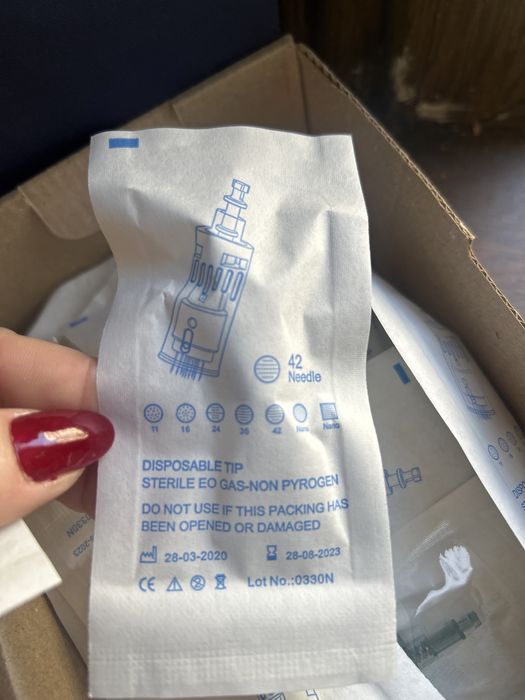 42
Needle
11 16 24 36 42 Nano Nano
DISPOSABLE TIP
STERILE EO GAS-NON PYROGEN
DO NOT USE IF THIS PACKING HAS
BEEN OPENED OR DAMAGED
28-03-2020 28-08-2023
CE Lot No.:0330N